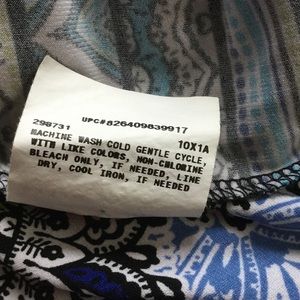 UPC#826409839917
298731 10X1A
MACHINE WASH COLD GENTLE CYCLE,
WITH LIKE COLORS, NON-CHLORINE
BLEACH ONLY, IF NEEDED, LINE
DRY, COOL IRON, IF NEEDED